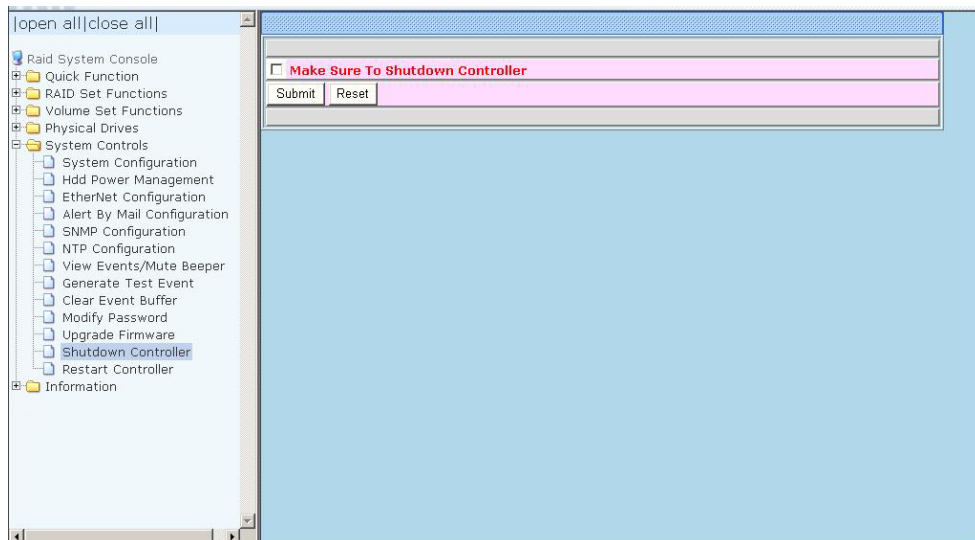 |open all|close all|
Raid System Console
Quick Function
RAID Set Functions
Volume Set Functions
Physical Drives
System Controls
System Configuration
Hdd Power Management
EtherNet Configuration
Alert By Mail Configuration
SNMP Configuration
NTP Configuration
View Events/Mute Beeper
Generate Test Event
Clear Event Buffer
Modify Password
Upgrade Firmware
Shutdown Controller
Restart Controller
Information
Make Sure To Shutdown Controller
Submit Reset